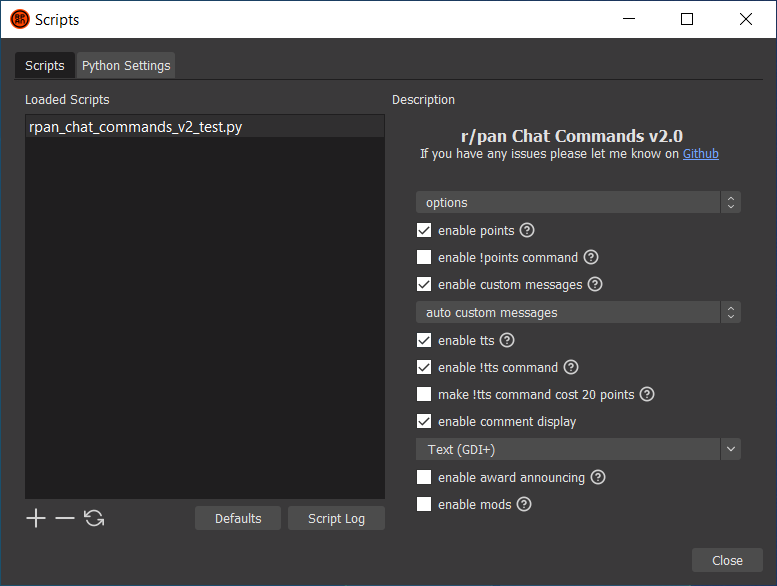 Scripts
Scripts
Python Settings
Loaded Scripts
Description
rpan_chat_commands_v2_test.py
r/pan Chat Commands v2.0
If you have any issues please let me know on Github
options
enable points
enable !points command
enable custom messages
auto custom messages
enable tts
enable !tts command
make !tts command cost 20 points
enable comment display
Text (GDI+)
enable award announcing
enable mods
Defaults
Script Log
Close